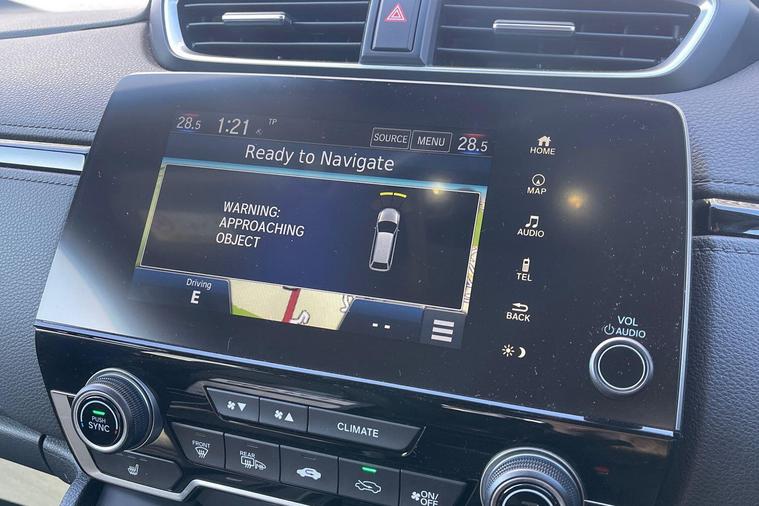 28.5 1:21 TP SOURCE MENU 28.5
Ready to Navigate
WARNING:
APPROACHING
OBJECT
Driving
E
--
HOME
MAP
AUDIO
TEL
BACK
VOL
AUDIO
PUSH
SYNC
CLIMATE
FRONT
REAR
ON/
OFF